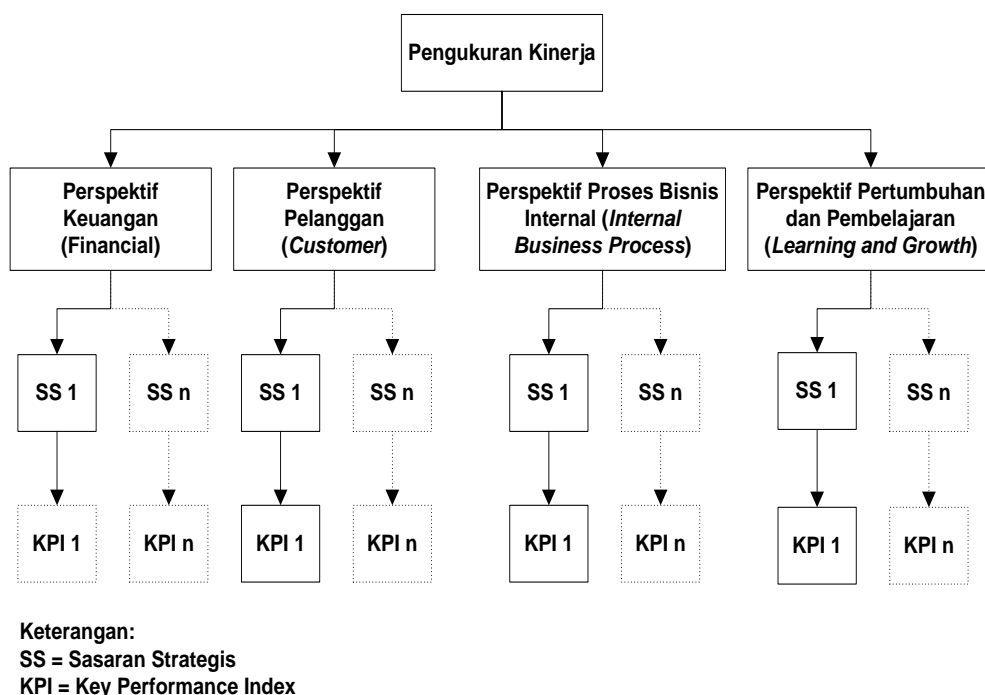 Pengukuran Kinerja
Perspektif
Keuangan
(Financial)
Perspektif
Pelanggan
(Customer)
Perspektif Proses Bisnis
Internal (Internal
Business Process)
Perspektif Pertumbuhan
dan Pembelajaran
(Learning and Growth)
SS 1
SS n
SS 1
SS n
SS 1
SS n
SS 1
SS n
KPI 1
KPI n
KPI 1
KPI n
KPI 1
KPI n
KPI 1
KPI n
Keterangan:
SS = Sasaran Strategis
KPI = Key Performance Index